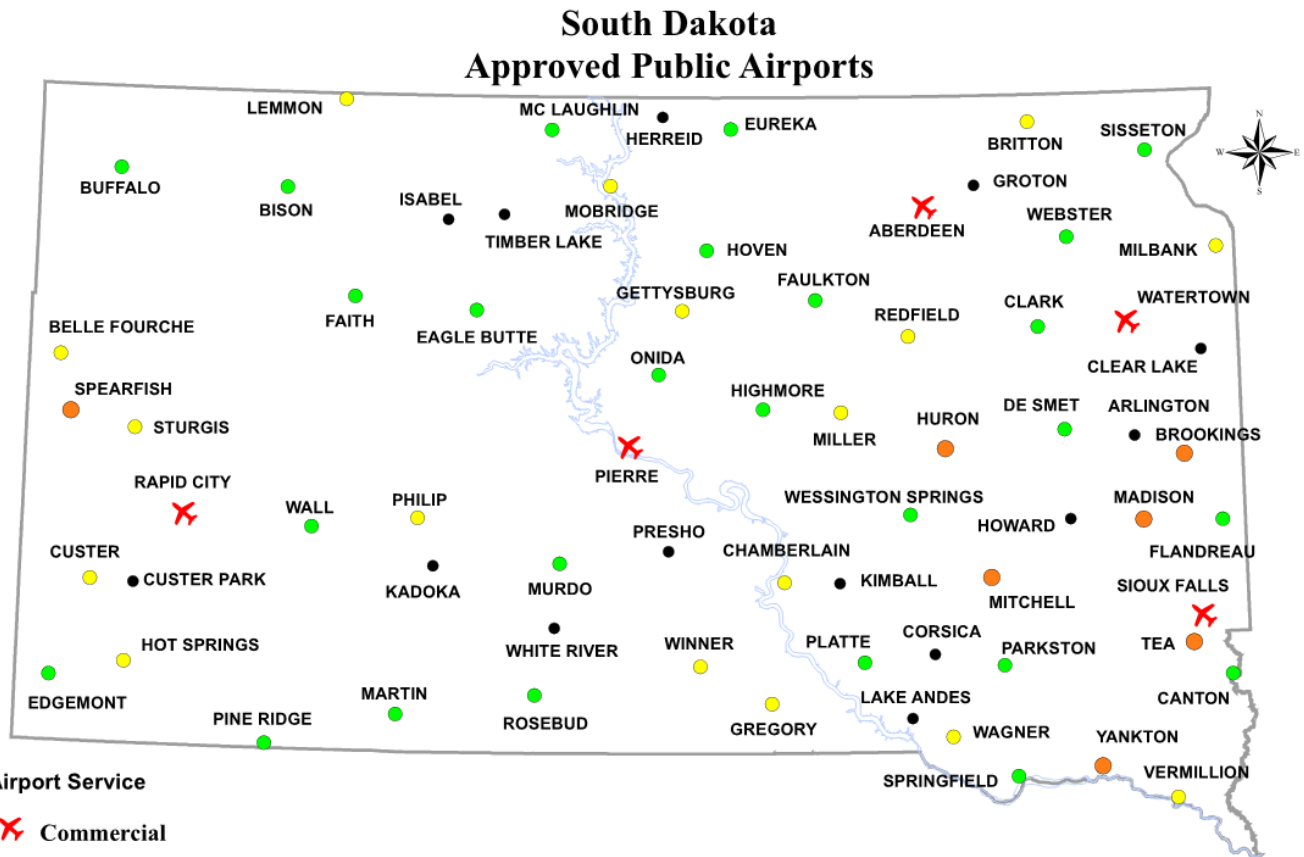 South Dakota
Approved Public Airports
LEMMON
MC LAUGHLIN
HERREID
EUREKA
BRITTON
SISSETON
N
W
E
S
BUFFALO
BISON
ISABEL
TIMBER LAKE
MOBRIDGE
GROTON
ABERDEEN
WEBSTER
HOVEN
MILBANK
FAITH
EAGLE BUTTE
GETTYSBURG
FAULKTON
REDFIELD
CLARK
WATERTOWN
BELLE FOURCHE
ONIDA
CLEAR LAKE
SPEARFISH
STURGIS
HIGHMORE
MILLER
HURON
DE SMET
ARLINGTON
BROOKINGS
RAPID CITY
WALL
PHILIP
PIERRE
WESSINGTON SPRINGS
HOWARD
MADISON
FLANDREAU
CUSTER
CUSTER PARK
KADOKA
MURDO
PRESHO
CHAMBERLAIN
KIMBALL
MITCHELL
SIOUX FALLS
HOT SPRINGS
WHITE RIVER
WINNER
PLATTE
CORSICA
PARKSTON
TEA
EDGEMONT
PINE RIDGE
MARTIN
ROSEBUD
GREGORY
LAKE ANDES
WAGNER
CANTON
SPRINGFIELD
YANKTON
VERMILLION
Airport Service
Commercial